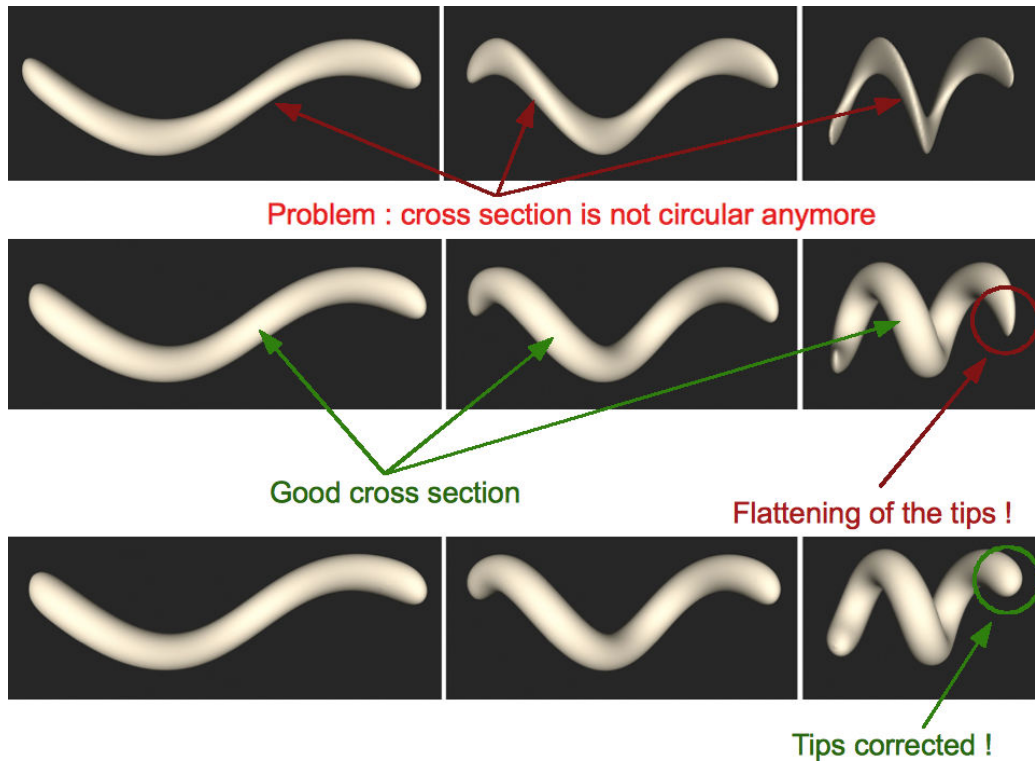 Problem : cross section is not circular anymore
Good cross section
Flattening of the tips !
Tips corrected !